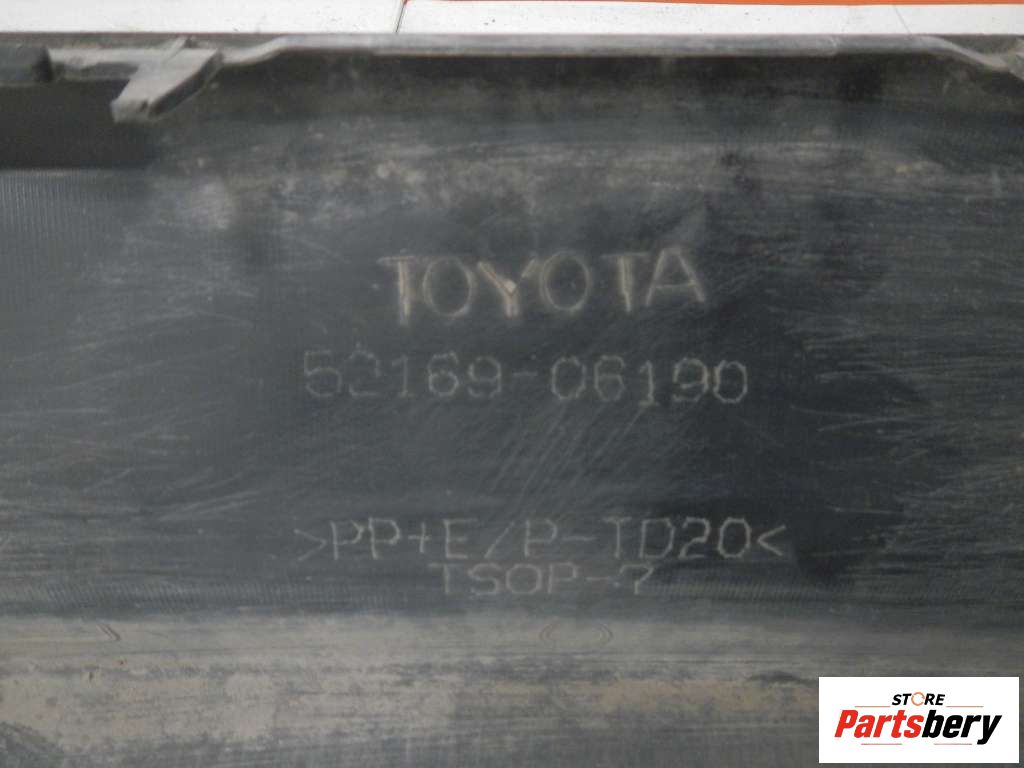 TOYOTA
52169-06190
>PP+E/P-TD20<
TSOP-7
STORE
Partsbery